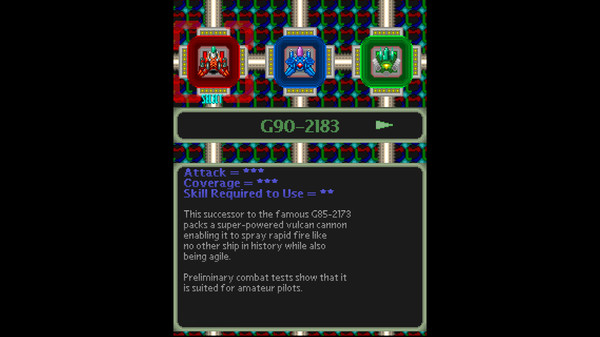 SELECT
G90-2183
Attack = ***
Coverage = ***
Skill Required to Use = **
This successor to the famous G85-2173
packs a super-powered vulcan cannon
enabling it to spray rapid fire like
no other ship in history while also
being agile.
Preliminary combat tests show that it
is suited for amateur pilots.